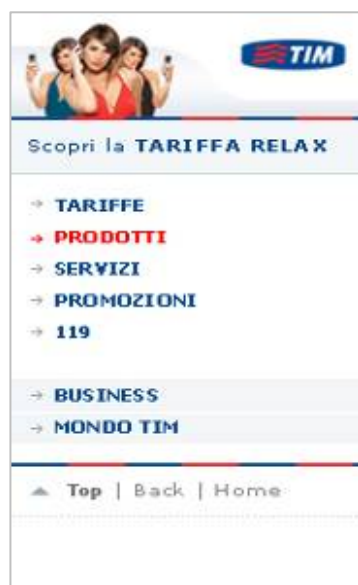 TIM
Scopri la TARIFFA RELAX
TARIFFE
PRODOTTI
SERVIZI
PROMOZIONI
119
BUSINESS
MONDO TIM
Top | Back | Home